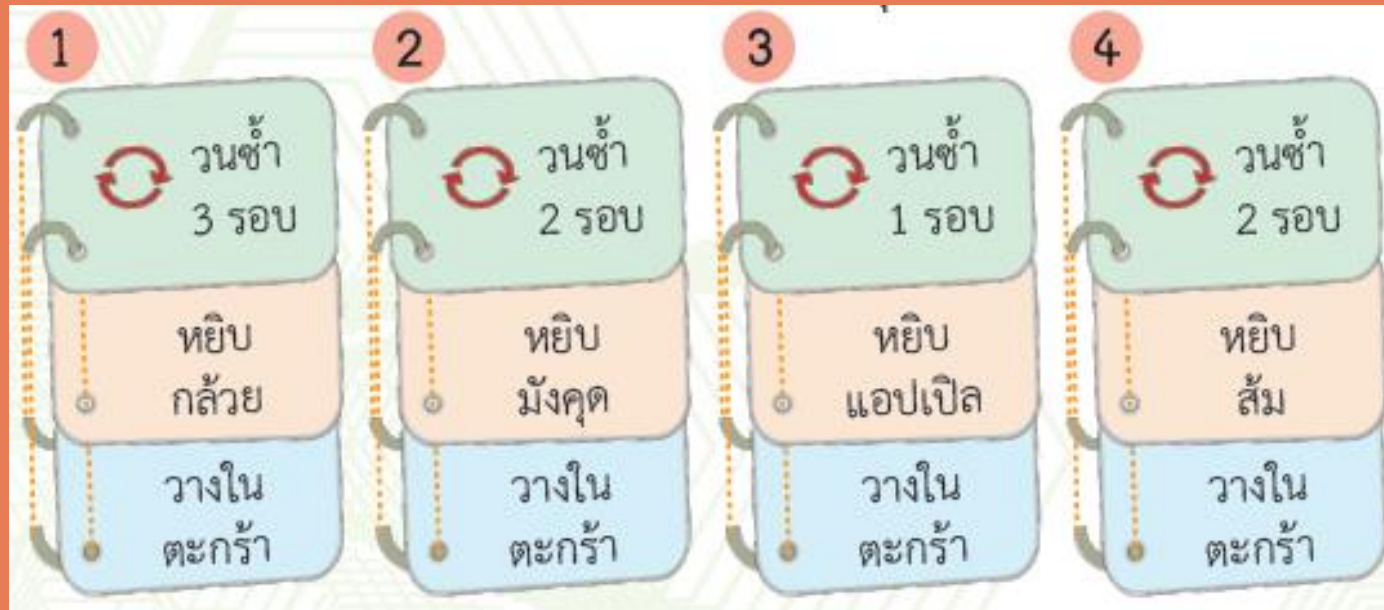 1
วนซ้ำ
3 รอบ
หยิบ
กล้วย
วางใน
ตะกร้า
2
วนซ้ำ
2 รอบ
หยิบ
มังคุด
วางใน
ตะกร้า
3
วนซ้ำ
1 รอบ
หยิบ
แอปเปิล
วางใน
ตะกร้า
4
วนซ้ำ
2 รอบ
หยิบ
ส้ม
วางใน
ตะกร้า